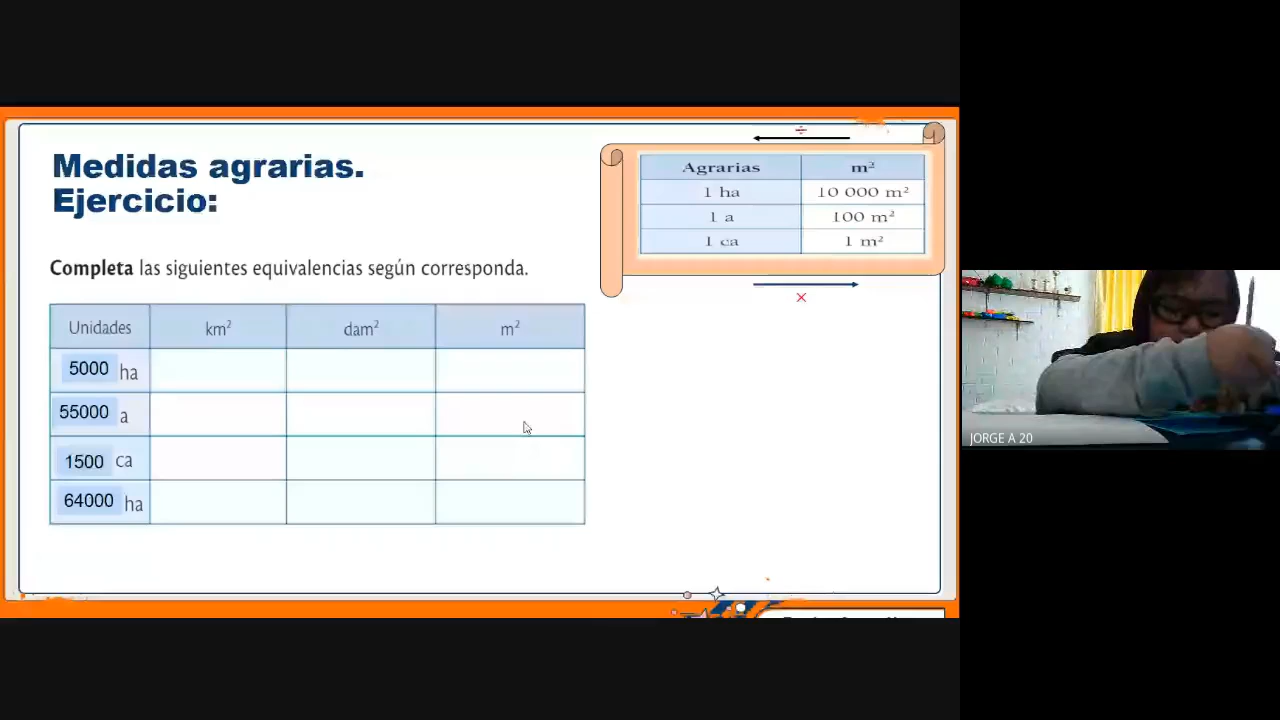 Medidas agrarias.
Ejercicio:
Completa las siguientes equivalencias según corresponda.
Unidades km² dam² m²
5000 ha
55000 a
1500 ca
64000 ha
÷
Agrarias m²
1 ha 10 000 m²
1 a 100 m²
1 ca 1 m²
×
JORGE A 20